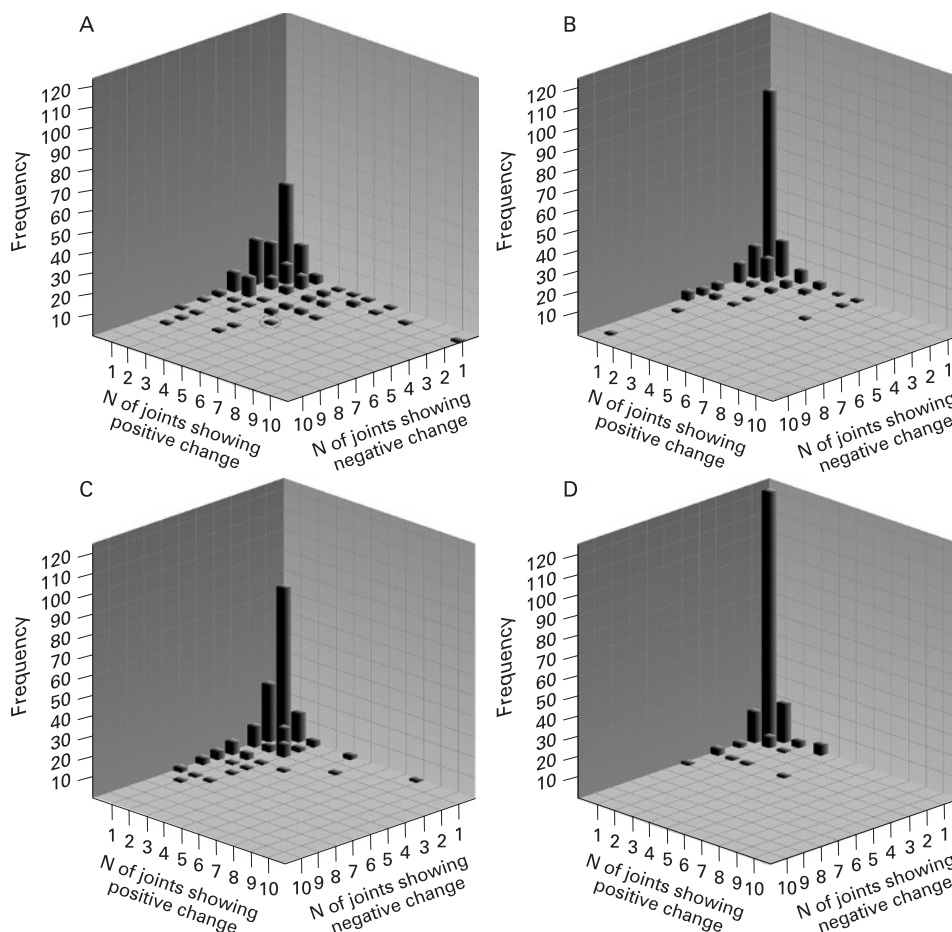 A
120
110
100
90
80
70
60
50
40
30
20
10
Frequency
1 2 3 4 5 6 7 8 9 10
N of joints showing
positive change
10 9 8 7 6 5 4 3 2 1
N of joints showing
negative change
B
120
110
100
90
80
70
60
50
40
30
20
10
Frequency
1 2 3 4 5 6 7 8 9 10
N of joints showing
positive change
10 9 8 7 6 5 4 3 2 1
N of joints showing
negative change
C
120
110
100
90
80
70
60
50
40
30
20
10
Frequency
1 2 3 4 5 6 7 8 9 10
N of joints showing
positive change
10 9 8 7 6 5 4 3 2 1
N of joints showing
negative change
D
120
110
100
90
80
70
60
50
40
30
20
10
Frequency
1 2 3 4 5 6 7 8 9 10
N of joints showing
positive change
10 9 8 7 6 5 4 3 2 1
N of joints showing
negative change